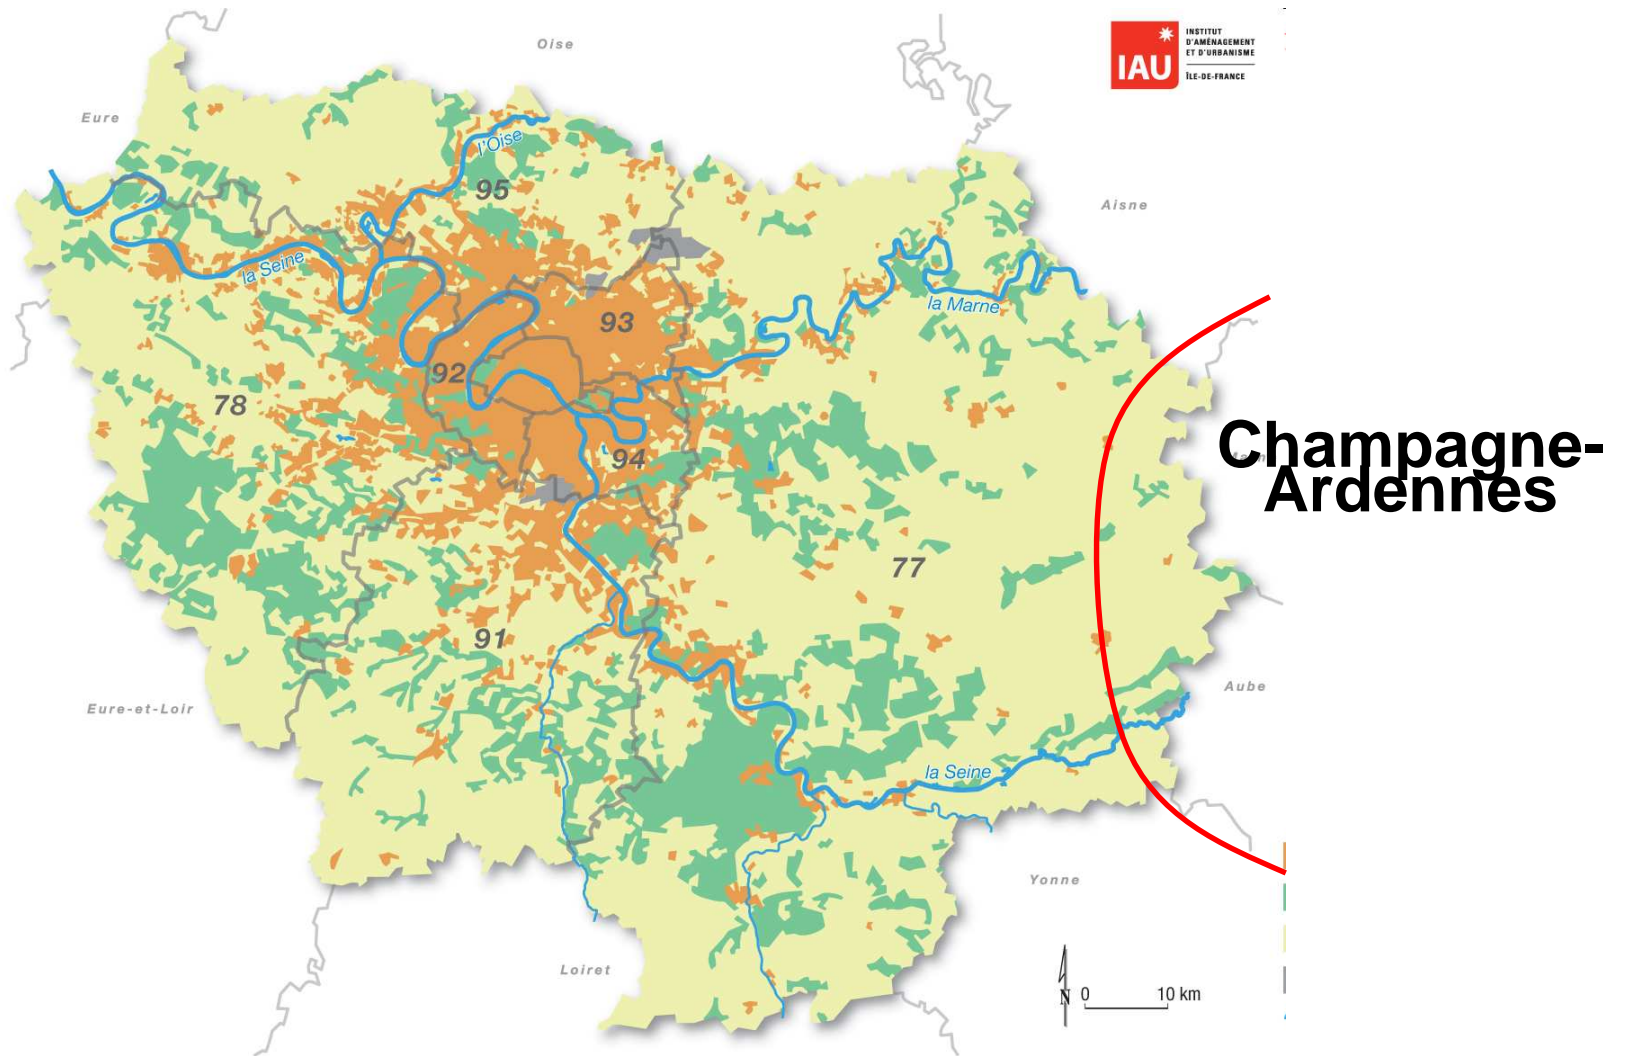 Oise
IAU
INSTITUT
D'AMÉNAGEMENT
ET D'URBANISME
ÎLE-DE-FRANCE
Eure
l'Oise
95
Aisne
la Seine
la Marne
93
92
78
Champagne-
Ardennes
94
77
91
Aube
Eure-et-Loir
la Seine
Yonne
Loiret
N
0
10 km